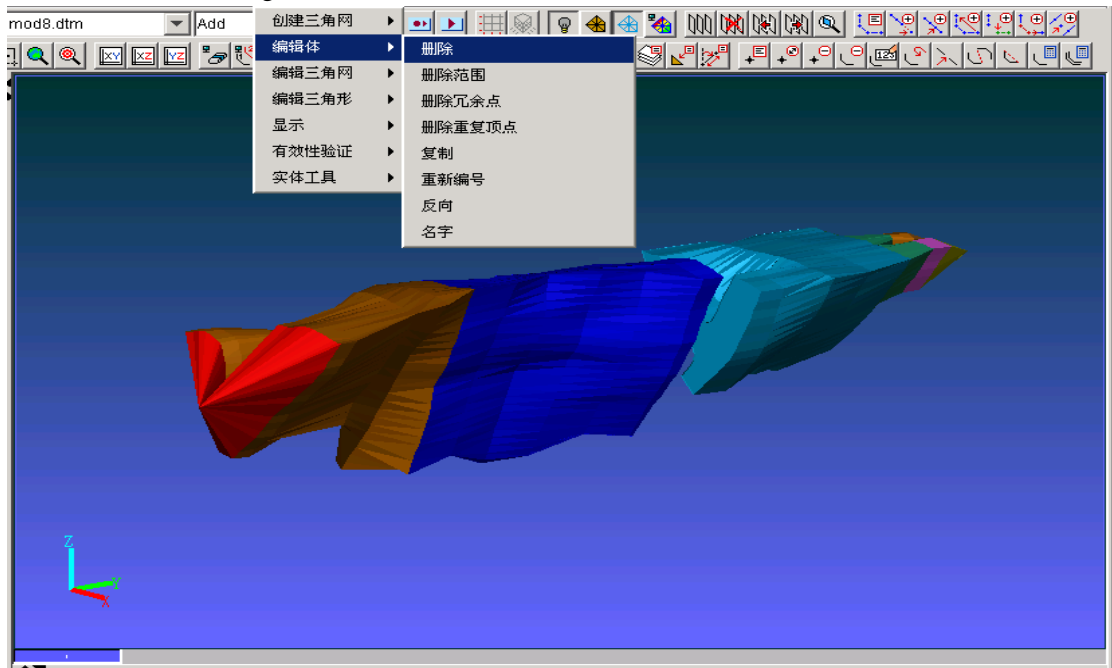 mod8.dtm
Add
创建三角网
编辑体
编辑三角网
编辑三角形
显示
有效性验证
实体工具
删除
删除范围
删除冗余点
删除重复顶点
复制
重新编号
反向
名字
XY
XZ
YZ
123
Z
Y
X